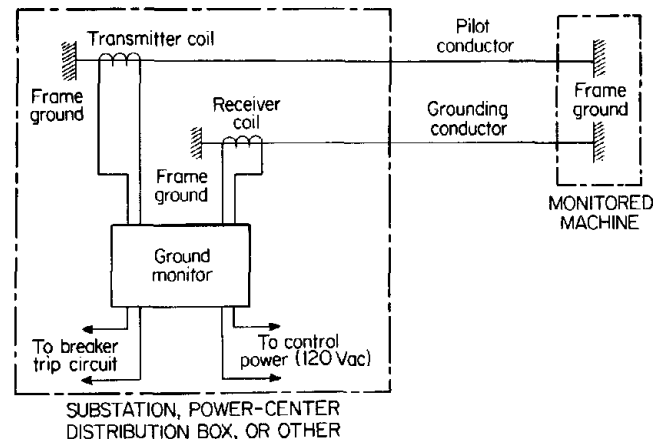 Transmitter coil
Pilot
conductor
Frame
ground
Receiver
coil
Grounding
conductor
Frame
ground
Frame
ground
MONITORED
MACHINE
Ground
monitor
To breaker
trip circuit
To control
power (120 Vac)
SUBSTATION, POWER-CENTER
DISTRIBUTION BOX, OR OTHER